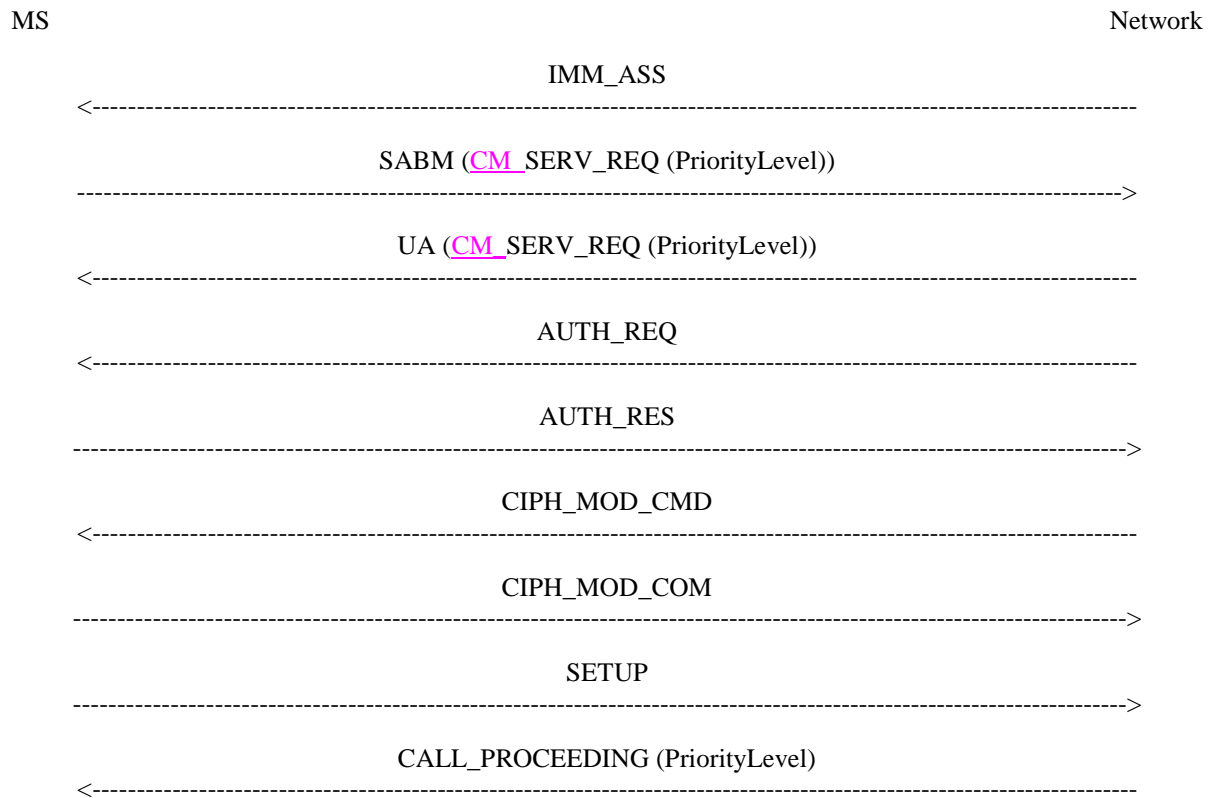 MS Network
IMM_ASS
<-----------------------------------------------------------------------------------------------------------------------
SABM (CM_SERV_REQ (PriorityLevel))
----------------------------------------------------------------------------------------------------------------------->
UA (CM_SERV_REQ (PriorityLevel))
<-----------------------------------------------------------------------------------------------------------------------
AUTH_REQ
<-----------------------------------------------------------------------------------------------------------------------
AUTH_RES
----------------------------------------------------------------------------------------------------------------------->
CIPH_MOD_CMD
<-----------------------------------------------------------------------------------------------------------------------
CIPH_MOD_COM
----------------------------------------------------------------------------------------------------------------------->
SETUP
----------------------------------------------------------------------------------------------------------------------->
CALL_PROCEEDING (PriorityLevel)
<-----------------------------------------------------------------------------------------------------------------------